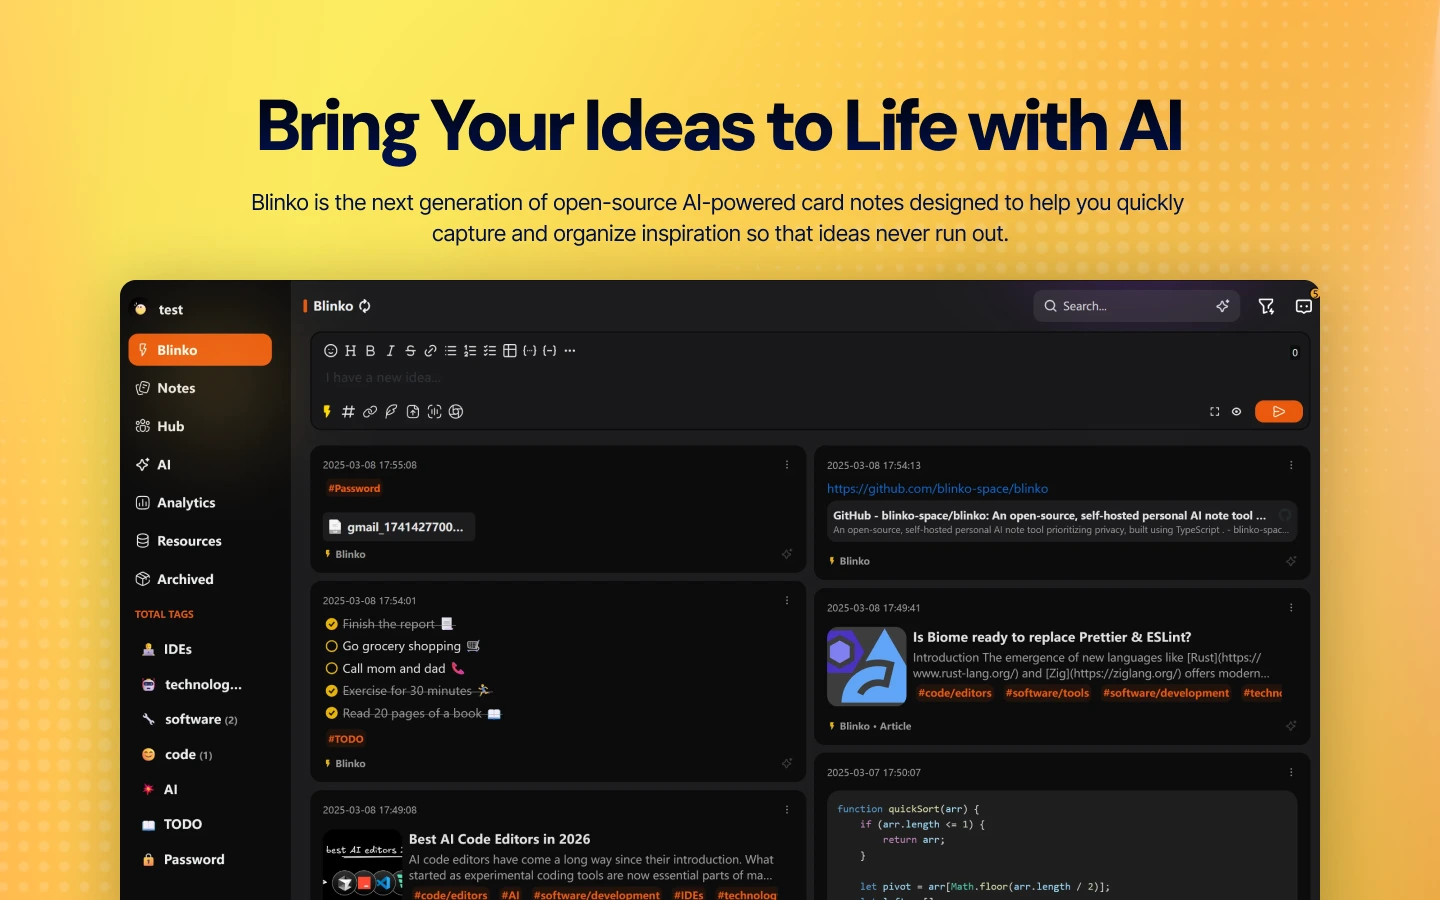 Bring Your Ideas to Life with AI
Blinko is the next generation of open-source AI-powered card notes designed to help you quickly
capture and organize inspiration so that ideas never run out.
test
Blinko
Notes
Hub
AI
Analytics
Resources
Archived
TOTAL TAGS
IDEs
technolog...
software (2)
code (1)
AI
TODO
Password
Blinko
Search...
5
H B I S
0
I have a new idea...
2025-03-08 17:55:08
#Password
gmail_1741427700...
Blinko
2025-03-08 17:54:01
Finish the report
Go grocery shopping
Call mom and dad
Exercise for 30 minutes
Read 20 pages of a book
#TODO
Blinko
2025-03-08 17:49:08
best AI editors
Best AI Code Editors in 2026
AI code editors have come a long way since their introduction. What
started as experimental coding tools are now essential parts of ma...
#code/editors #AI #software/development #IDEs #technolog
2025-03-08 17:54:13
https://github.com/blinko-space/blinko
GitHub - blinko-space/blinko: An open-source, self-hosted personal AI note tool ...
An open-source, self-hosted personal AI note tool prioritizing privacy, built using TypeScript . - blinko-spac...
Blinko
2025-03-08 17:49:41
Is Biome ready to replace Prettier & ESLint?
Introduction The emergence of new languages like [Rust](https://
www.rust-lang.org/) and [Zig](https://ziglang.org/) offers modern...
#code/editors #software/tools #software/development #techno
Blinko • Article
2025-03-07 17:50:07
function quickSort(arr) {
if (arr.length <= 1) {
return arr;
}
let pivot = arr[Math.floor(arr.length / 2)];